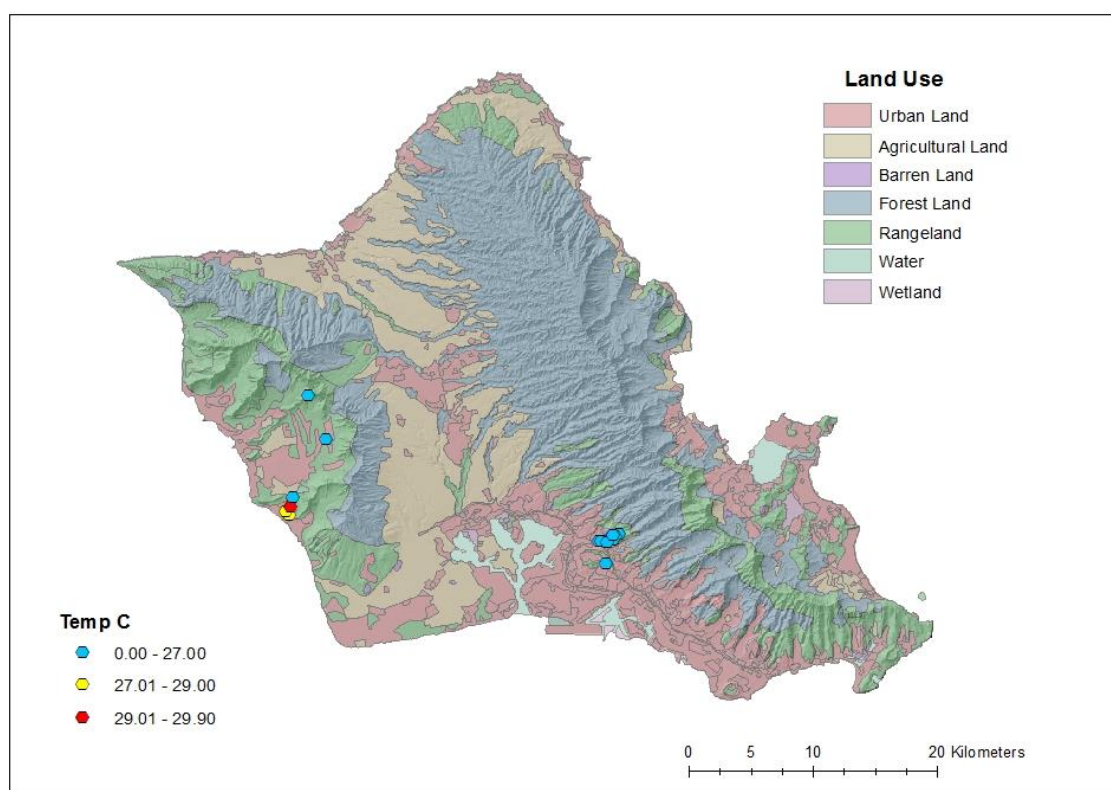 Land Use
Urban Land
Agricultural Land
Barren Land
Forest Land
Rangeland
Water
Wetland
Temp C
0.00 - 27.00
27.01 - 29.00
29.01 - 29.90
0 5 10 20 Kilometers